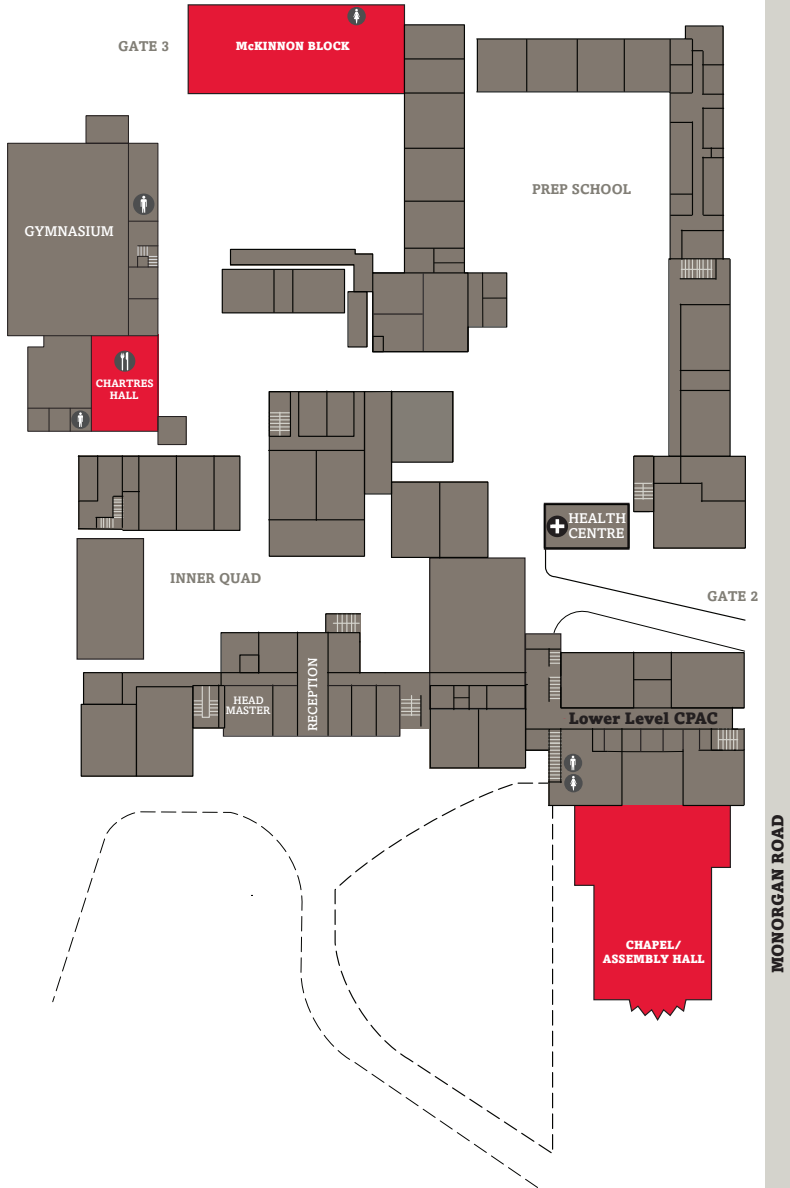 GATE 3
McKINNON BLOCK
PREP SCHOOL
GYMNASIUM
CHARTRES
HALL
HEALTH
CENTRE
INNER QUAD
GATE 2
RECEPTION
HEAD
MASTER
Lower Level CPAC
MONORGAN ROAD
CHAPEL/
ASSEMBLY HALL